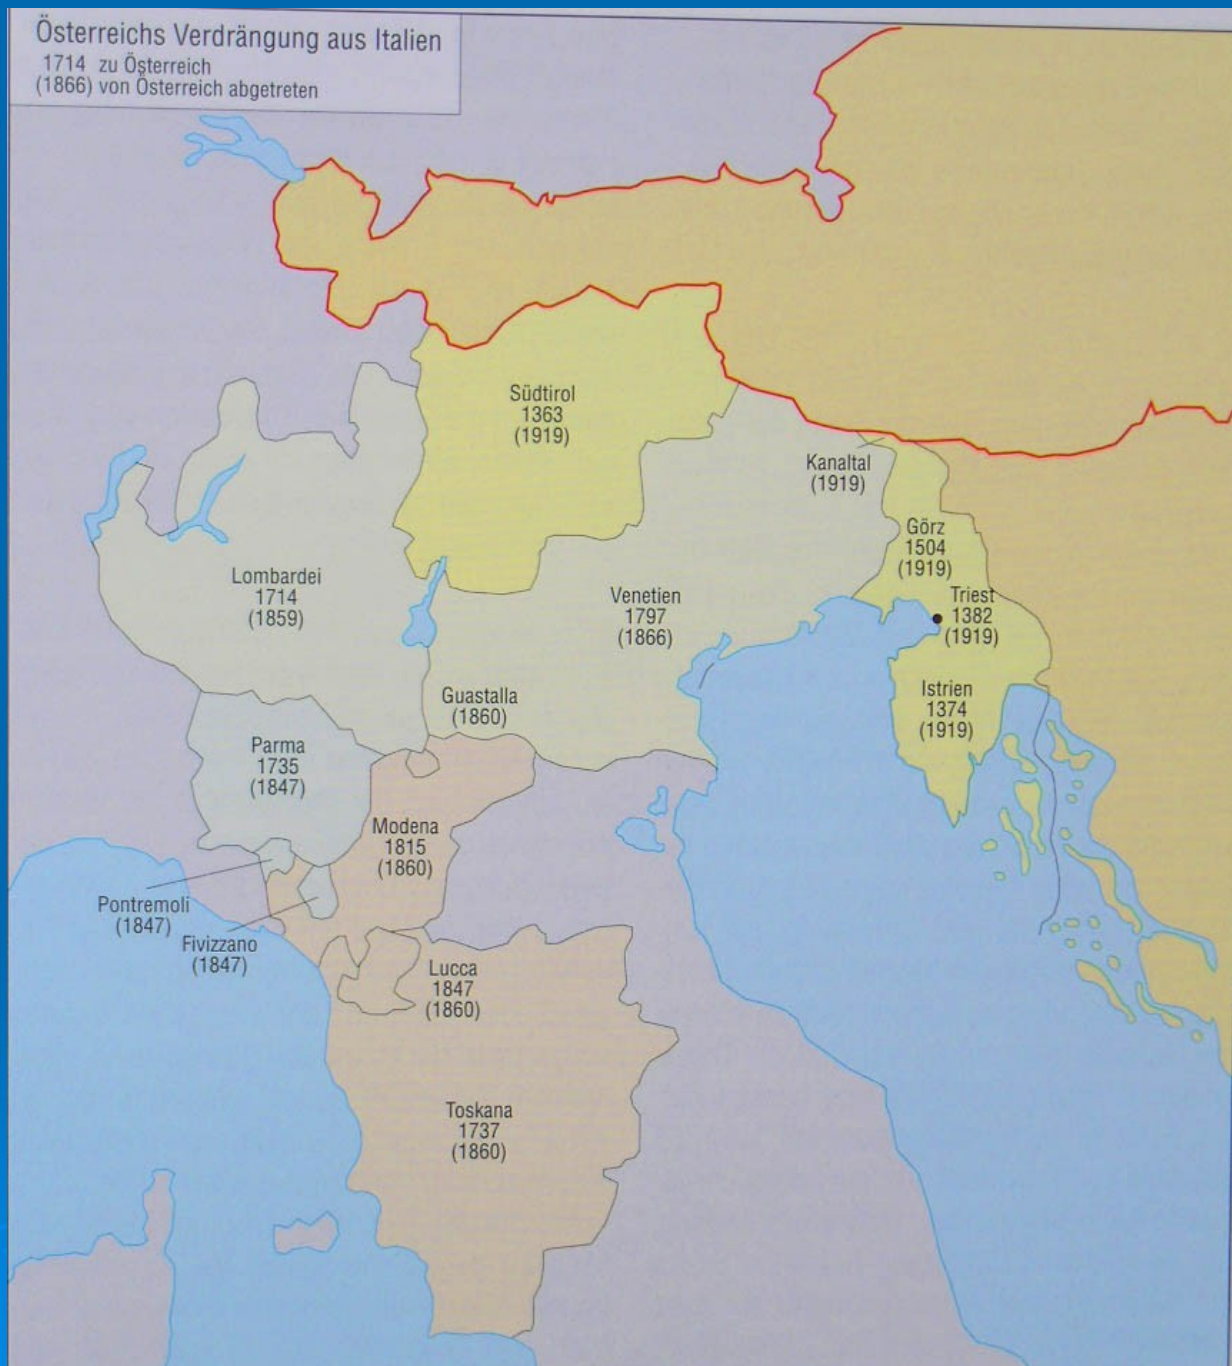 Österreichs Verdrängung aus Italien
1714 zu Österreich
(1866) von Österreich abgetreten
Südtirol
1363
(1919)
Kanaltal
(1919)
Görz
1504
(1919)
Triest
1382
(1919)
Lombardei
1714
(1859)
Venetien
1797
(1866)
Istrien
1374
(1919)
Guastalla
(1860)
Parma
1735
(1847)
Modena
1815
(1860)
Pontremoli
(1847)
Fivizzano
(1847)
Lucca
1847
(1860)
Toskana
1737
(1860)